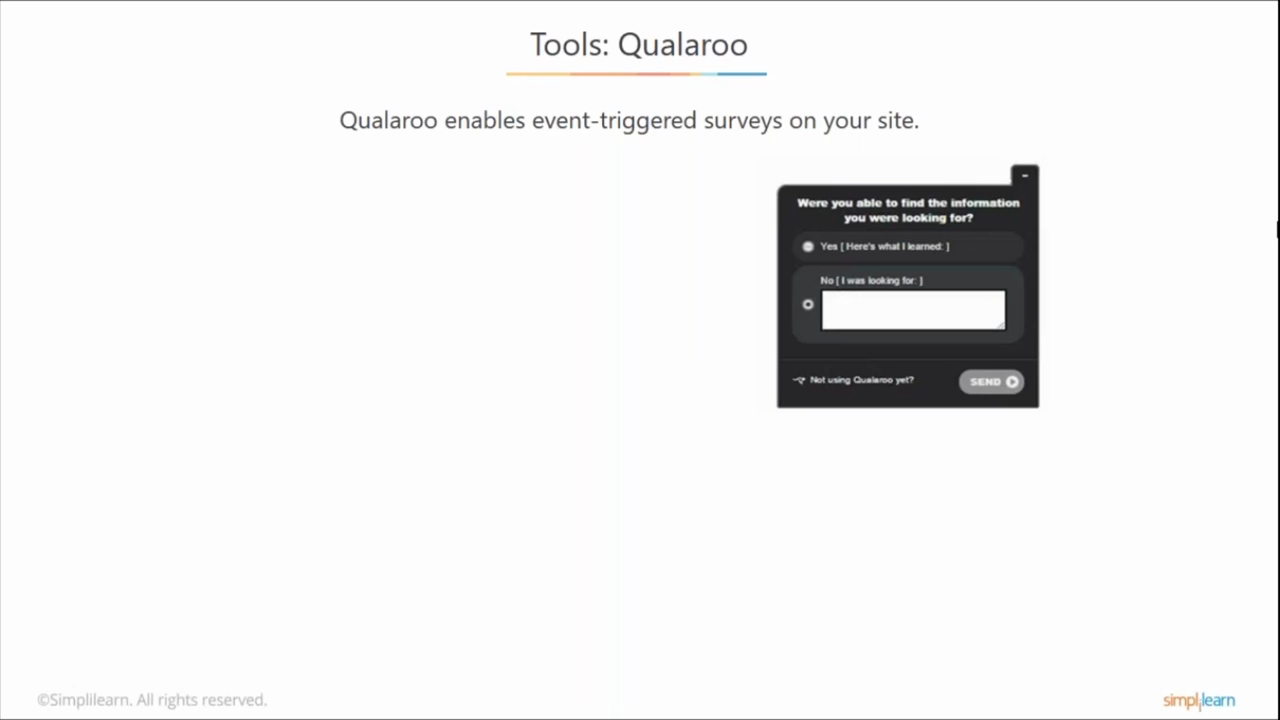 Tools: Qualaroo
Qualaroo enables event-triggered surveys on your site.
Were you able to find the information
you were looking for?
Yes [ Here's what I learned: ]
No [ I was looking for: ]
Not using Qualaroo yet?
SEND
©Simplilearn. All rights reserved.
simplilearn